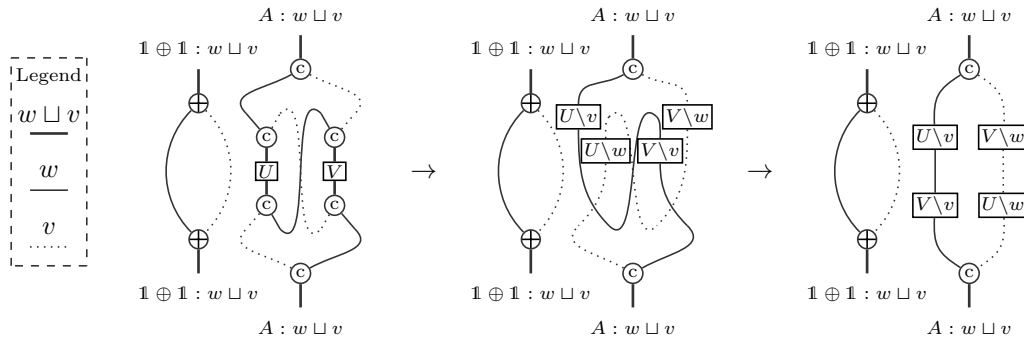 A : w ⊔ v
A : w ⊔ v
A : w ⊔ v
𝟙 ⊕ 𝟙 : w ⊔ v
𝟙 ⊕ 𝟙 : w ⊔ v
𝟙 ⊕ 𝟙 : w ⊔ v
Legend
w ⊔ v
w
v
C
C
C
U
V
C
C
C
→
C
U\v
V\w
U\w
V\v
C
→
C
U\v
V\w
V\v
U\w
C
𝟙 ⊕ 𝟙 : w ⊔ v
𝟙 ⊕ 𝟙 : w ⊔ v
𝟙 ⊕ 𝟙 : w ⊔ v
A : w ⊔ v
A : w ⊔ v
A : w ⊔ v